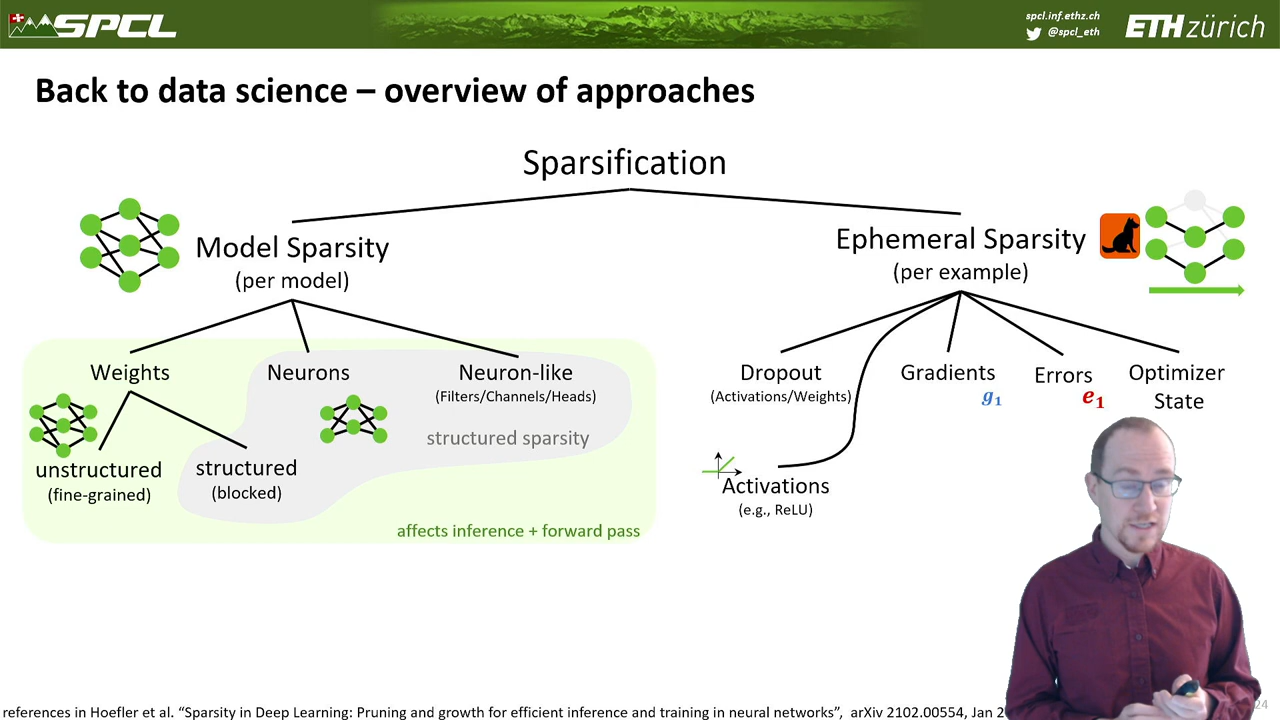 SPCL
spcl.inf.ethz.ch
@spcl_eth
ETH zürich
Back to data science – overview of approaches
Sparsification
Model Sparsity
(per model)
Ephemeral Sparsity
(per example)
Weights
Neurons
Neuron-like
(Filters/Channels/Heads)
structured sparsity
unstructured
(fine-grained)
structured
(blocked)
affects inference + forward pass
Dropout
(Activations/Weights)
Gradients
g₁
Errors
e₁
Optimizer
State
Activations
(e.g., ReLU)
references in Hoefler et al. “Sparsity in Deep Learning: Pruning and growth for efficient inference and training in neural networks”, arXiv 2102.00554, Jan 2
24